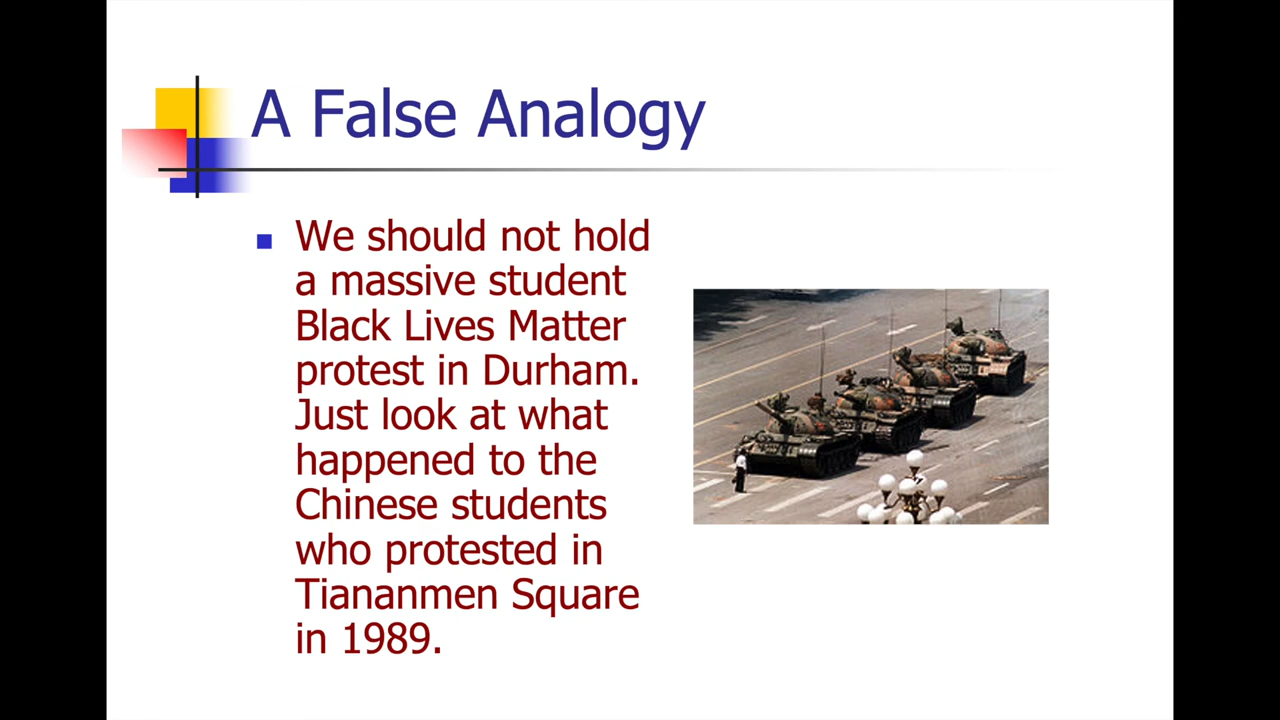 A False Analogy
We should not hold
a massive student
Black Lives Matter
protest in Durham.
Just look at what
happened to the
Chinese students
who protested in
Tiananmen Square
in 1989.